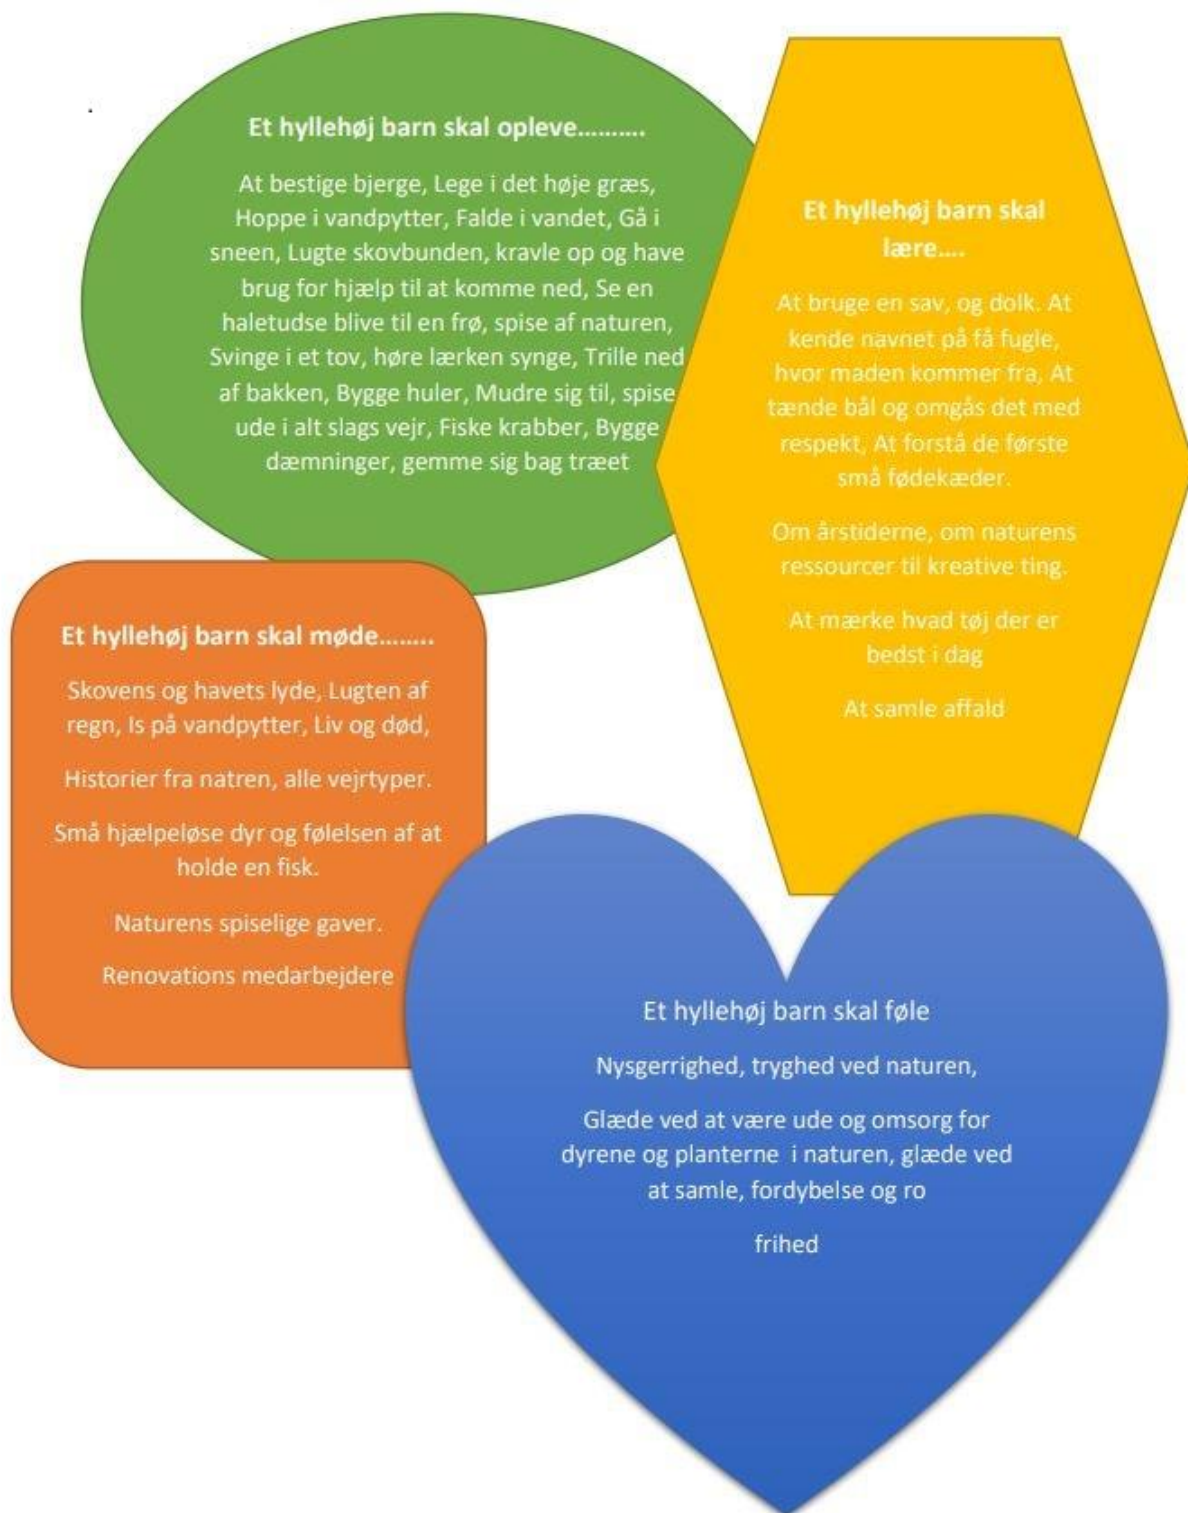 Et hyllehøj barn skal opleve..........
At bestige bjerge, Lege i det høje græs,
Hoppe i vandpytter, Falde i vandet, Gå i
sneen, Lugte skovbunden, kravle op og have
brug for hjælp til at komme ned, Se en
haletudse blive til en frø, spise af naturen,
Svinge i et tov, høre lærken synge, Trille ned
af bakken, Bygge huler, Mudre sig til, spise
ude i alt slags vejr, Fiske krabber, Bygge
dæmninger, gemme sig bag træet
Et hyllehøj barn skal
lære....
At bruge en sav, og dolk. At
kende navnet på få fugle,
hvor maden kommer fra, At
tænde bål og omgås det med
respekt, At forstå de første
små fødekæder.
Om årstiderne, om naturens
ressourcer til kreative ting.
At mærke hvad tøj der er
bedst i dag
At samle affald
Et hyllehøj barn skal møde........
Skovens og havets lyde, Lugten af
regn, Is på vandpytter, Liv og død,
Historier fra natren, alle vejrtyper.
Små hjælpeløse dyr og følelsen af at
holde en fisk.
Naturens spiselige gaver.
Renovations medarbejdere
Et hyllehøj barn skal føle
Nysgerrighed, tryghed ved naturen,
Glæde ved at være ude og omsorg for
dyrene og planterne i naturen, glæde ved
at samle, fordybelse og ro
frihed